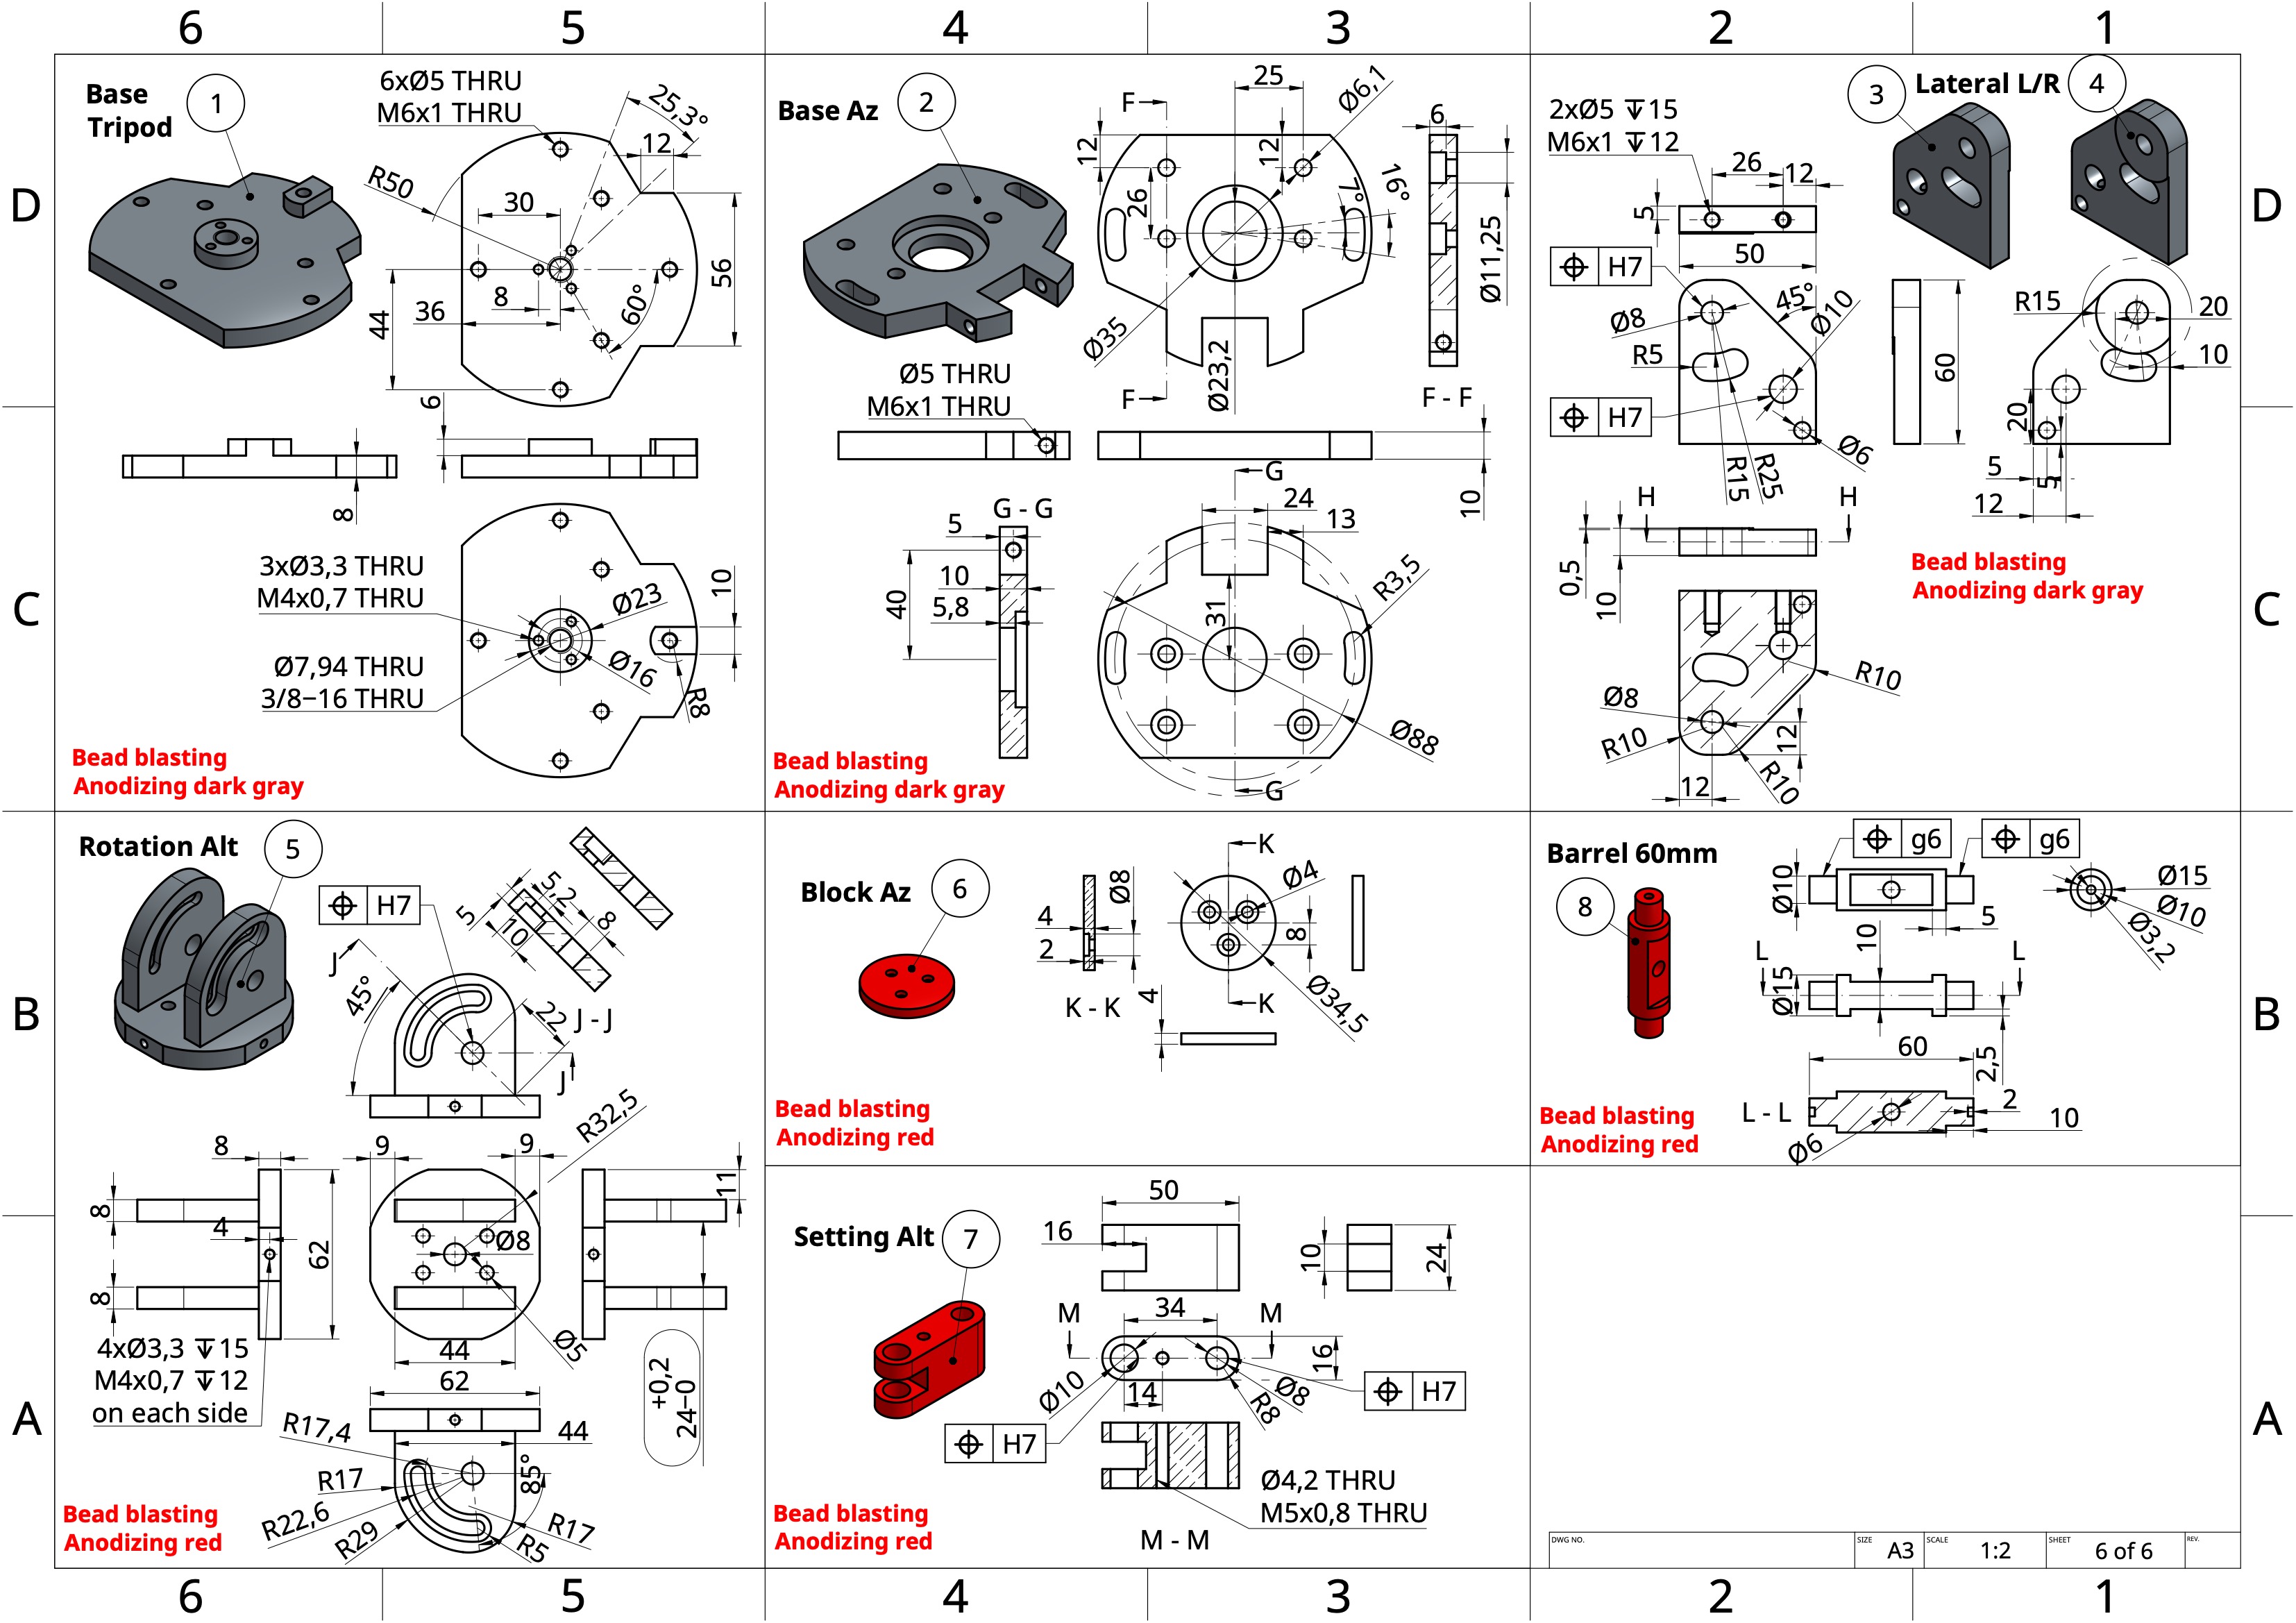 6 5 4 3 2 1
D
C
B
A
D
C
B
A
Base
Tripod
1
6xØ5 THRU
M6x1 THRU
25,3°
12
R50
30
56
8
36
44
60°
6
8
3xØ3,3 THRU
M4x0,7 THRU
Ø23
10
Ø7,94 THRU
3/8−16 THRU
Ø16
R8
Bead blasting
Anodizing dark gray
Base Az
2
F
25
Ø6,1
12
12
26
7°
16°
Ø35
Ø23,2
F
6
Ø11,25
F - F
Ø5 THRU
M6x1 THRU
10
G
G - G
5
10
5,8
40
24
13
R3,5
31
Ø88
G
Bead blasting
Anodizing dark gray
3
Lateral L/R
4
2xØ5 ↧15
M6x1 ↧12
26
12
5
50
⌖ H7
Ø8
R5
45°
Ø10
⌖ H7
Ø6
R15
R25
60
R15
20
10
20
5
5
12
H
H
0,5
10
R10
Ø8
R10
12
12
R10
Bead blasting
Anodizing dark gray
Rotation Alt
5
⌖ H7
J
45°
5
5,2
10
8
22
J - J
J
R32,5
8
9
9
8
4
8
62
Ø8
11
Ø5
44
62
24 +0,2 −0
4xØ3,3 ↧15
M4x0,7 ↧12
on each side
R17,4
44
R17
85°
R22,6
R29
R17
R5
Bead blasting
Anodizing red
Block Az
6
K
4
2
Ø8
Ø4
8
K - K
K
4
Ø34,5
Bead blasting
Anodizing red
Setting Alt
7
50
16
10
24
M
34
M
16
Ø10
14
Ø8
R8
⌖ H7
⌖ H7
Ø4,2 THRU
M5x0,8 THRU
M - M
Bead blasting
Anodizing red
Barrel 60mm
8
⌖ g6
⌖ g6
Ø10
5
Ø15
Ø10
Ø3,2
L
10
L
Ø15
60
2,5
2
L - L
10
Ø6
Bead blasting
Anodizing red
DWG NO.
SIZE
A3
SCALE
1:2
SHEET
6 of 6
REV.
6 5 4 3 2 1